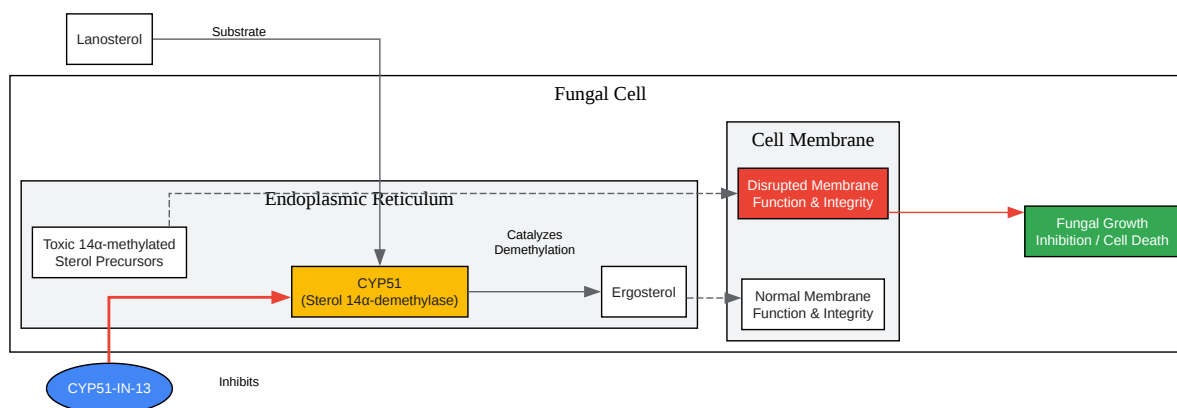 Lanosterol
Substrate
Fungal Cell
Cell Membrane
Disrupted Membrane
Function & Integrity
Endoplasmic Reticulum
Fungal Growth
Inhibition / Cell Death
Toxic 14α-methylated
Sterol Precursors
Catalyzes
Demethylation
CYP51
(Sterol 14α-demethylase)
Ergosterol
Normal Membrane
Function & Integrity
CYP51-IN-13
Inhibits